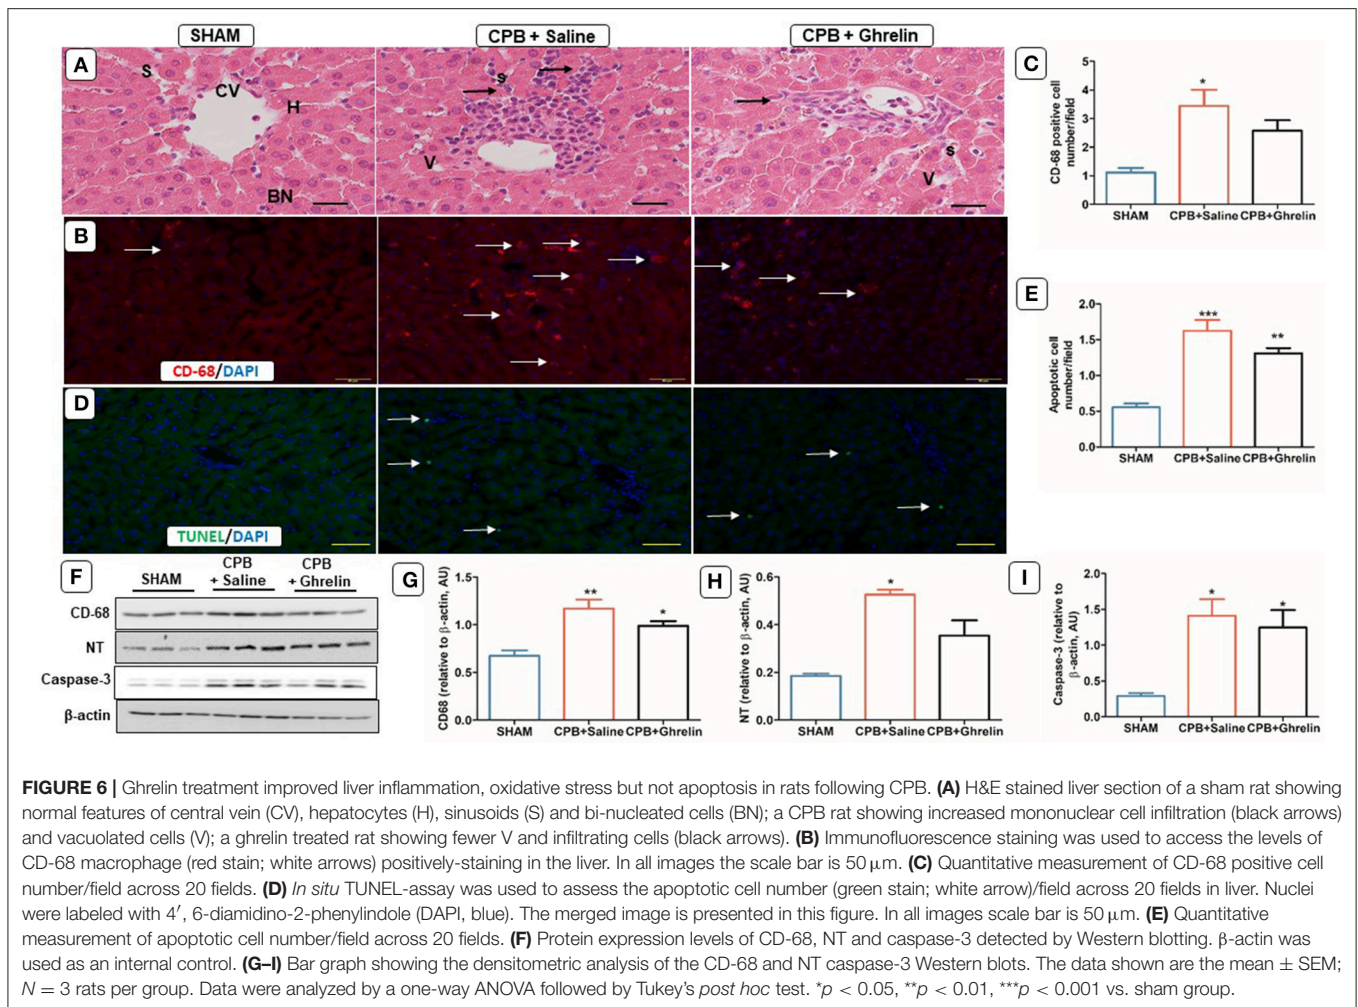 SHAM
CPB + Saline
CPB + Ghrelin
A
S
CV
H
BN
s
V
s
V
C
CD-68 positive cell
number/field
5
4
3
2
1
0
*
SHAM
CPB+Saline
CPB+Ghrelin
B
CD-68/DAPI
E
Apoptotic cell
number/field
2.0
1.5
1.0
0.5
0.0
***
**
SHAM
CPB+Saline
CPB+Ghrelin
D
TUNEL/DAPI
F
SHAM
CPB
+ Saline
CPB
+ Ghrelin
CD-68
NT
Caspase-3
β-actin
G
CD68 (relative to β-actin, AU)
1.5
1.0
0.5
0.0
**
*
SHAM
CPB+Saline
CPB+Ghrelin
H
NT (relative to β-actin, AU)
0.6
0.4
0.2
0.0
*
SHAM
CPB+Saline
CPB+Ghrelin
I
Caspase-3 (relative to
β-actin, AU)
2.0
1.5
1.0
0.5
0.0
*
*
SHAM
CPB+Saline
CPB+Ghrelin
FIGURE 6 | Ghrelin treatment improved liver inflammation, oxidative stress but not apoptosis in rats following CPB. (A) H&E stained liver section of a sham rat showing
normal features of central vein (CV), hepatocytes (H), sinusoids (S) and bi-nucleated cells (BN); a CPB rat showing increased mononuclear cell infiltration (black arrows)
and vacuolated cells (V); a ghrelin treated rat showing fewer V and infiltrating cells (black arrows). (B) Immunofluorescence staining was used to access the levels of
CD-68 macrophage (red stain; white arrows) positively-staining in the liver. In all images the scale bar is 50 μm. (C) Quantitative measurement of CD-68 positive cell
number/field across 20 fields. (D) In situ TUNEL-assay was used to assess the apoptotic cell number (green stain; white arrow)/field across 20 fields in liver. Nuclei
were labeled with 4′, 6-diamidino-2-phenylindole (DAPI, blue). The merged image is presented in this figure. In all images scale bar is 50 μm. (E) Quantitative
measurement of apoptotic cell number/field across 20 fields. (F) Protein expression levels of CD-68, NT and caspase-3 detected by Western blotting. β-actin was
used as an internal control. (G–I) Bar graph showing the densitometric analysis of the CD-68 and NT caspase-3 Western blots. The data shown are the mean ± SEM;
N = 3 rats per group. Data were analyzed by a one-way ANOVA followed by Tukey's post hoc test. *p < 0.05, **p < 0.01, ***p < 0.001 vs. sham group.